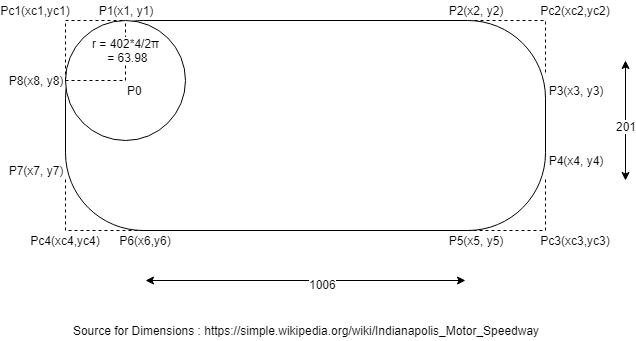 Pc1(xc1,yc1)
P1(x1, y1)
P2(x2, y2)
Pc2(xc2,yc2)
r = 402*4/2π
= 63.98
P8(x8, y8)
P0
P3(x3, y3)
201
P7(x7, y7)
P4(x4, y4)
Pc4(xc4,yc4)
P6(x6,y6)
P5(x5, y5)
Pc3(xc3,yc3)
1006
Source for Dimensions : https://simple.wikipedia.org/wiki/Indianapolis_Motor_Speedway